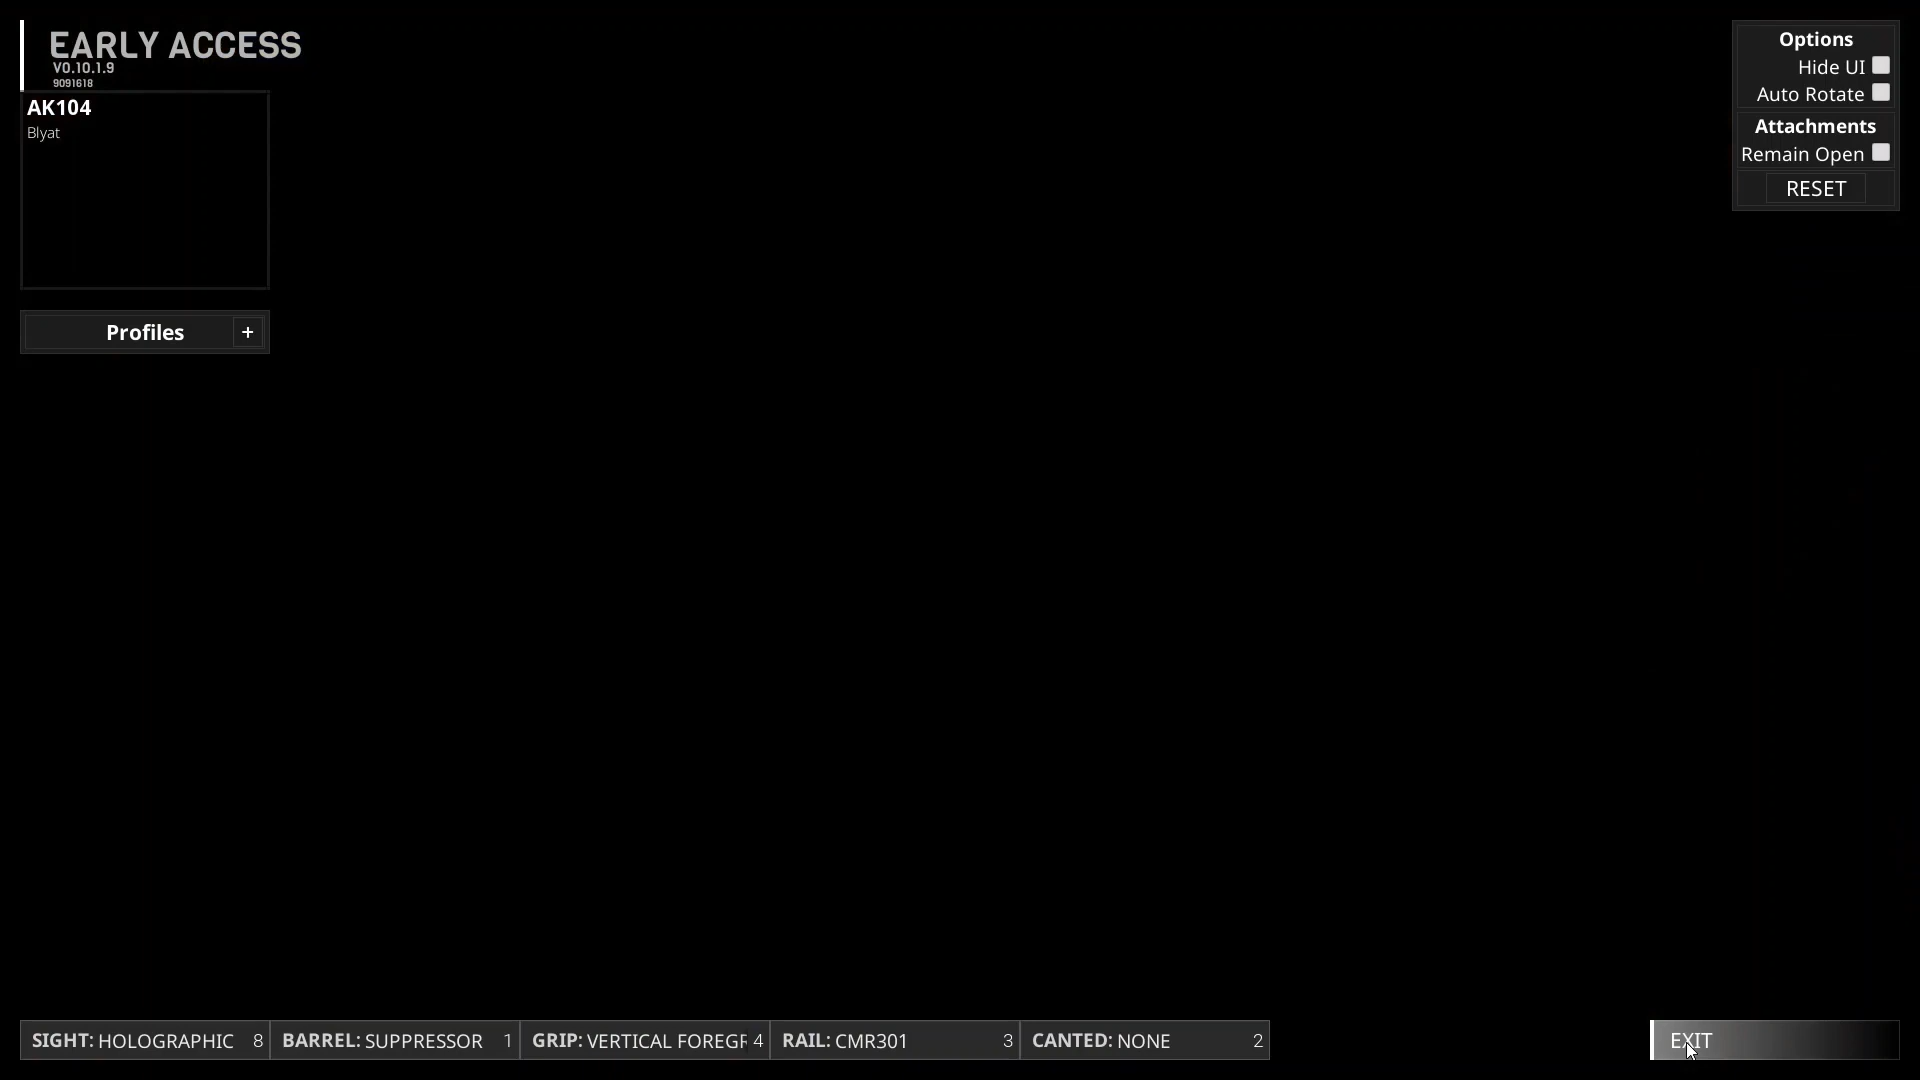 EARLY ACCESS
V0.10.1.9
9091618
AK104
Blyat
Profiles +
Options
Hide UI
Auto Rotate
Attachments
Remain Open
RESET
SIGHT: HOLOGRAPHIC 8
BARREL: SUPPRESSOR 1
GRIP: VERTICAL FOREGR 4
RAIL: CMR301 3
CANTED: NONE 2
EXIT